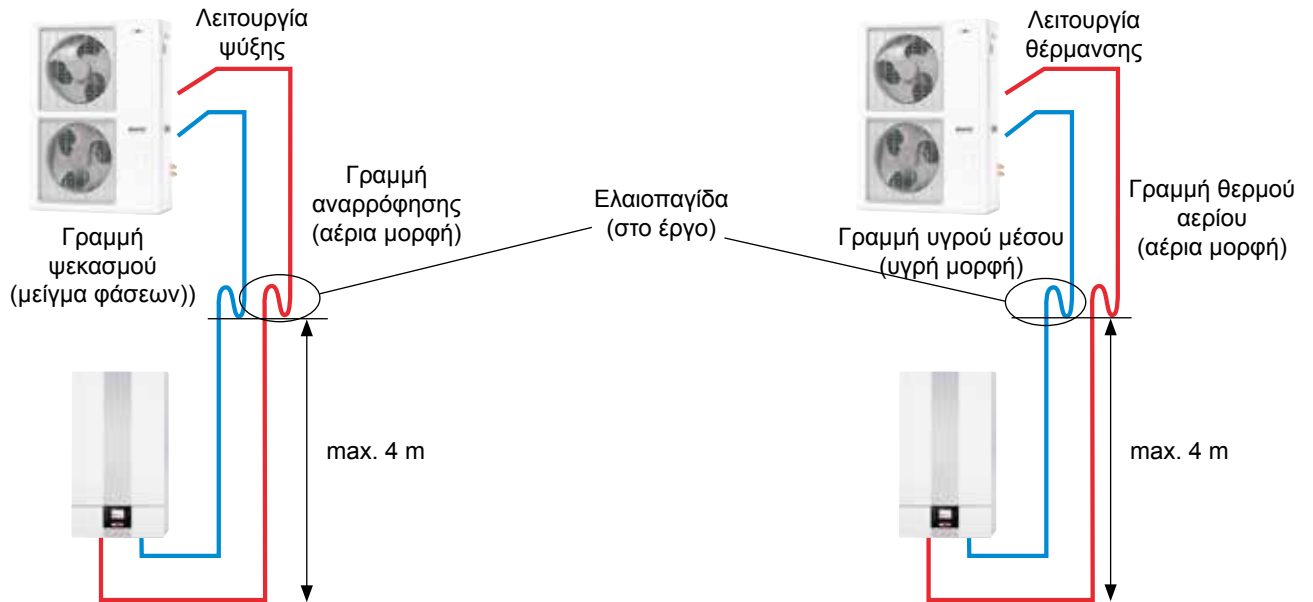 Λειτουργία
ψύξης
Γραμμή
αναρρόφησης
(αέρια μορφή)
Γραμμή
ψεκασμού
(μείγμα φάσεων))
max. 4 m
Ελαιοπαγίδα
(στο έργο)
Λειτουργία
θέρμανσης
Γραμμή υγρού μέσου
(υγρή μορφή)
Γραμμή θερμού
αερίου
(αέρια μορφή)
max. 4 m